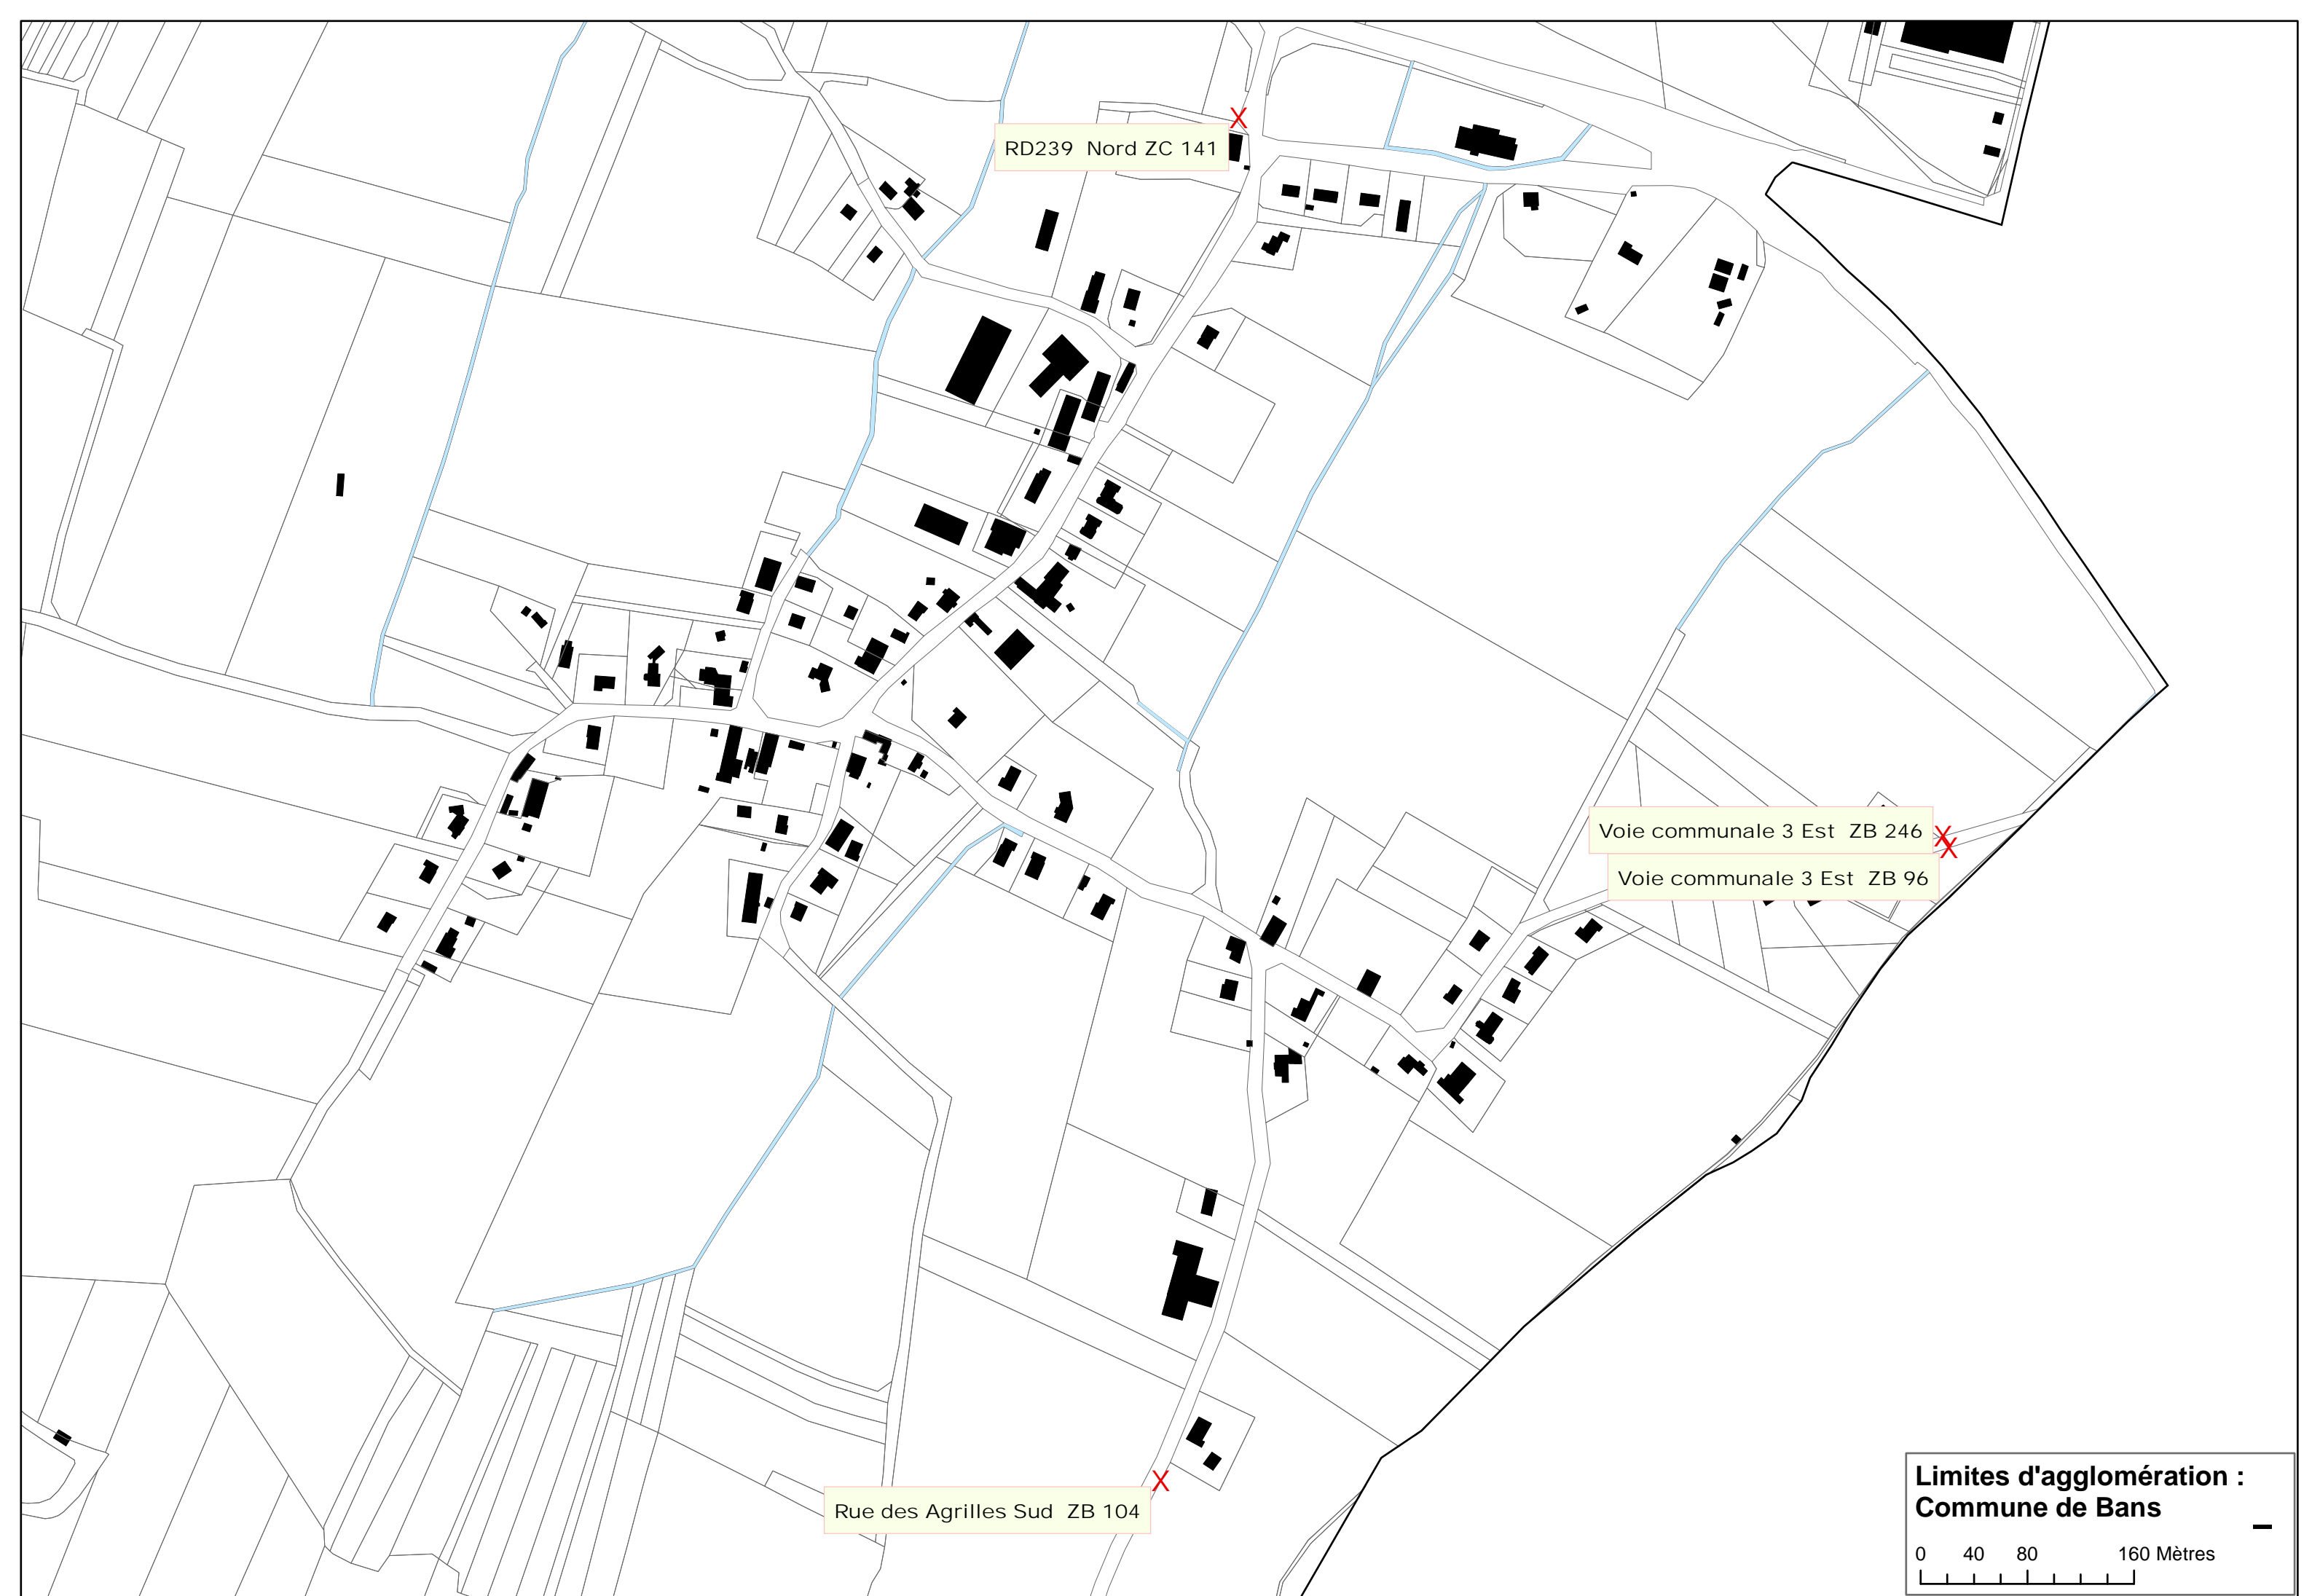 RD239 Nord ZC 141
X
Voie communale 3 Est ZB 246
X
X
Voie communale 3 Est ZB 96
X
Rue des Agrilles Sud ZB 104
Limites d'agglomération :
Commune de Bans
0 40 80 160 Mètres